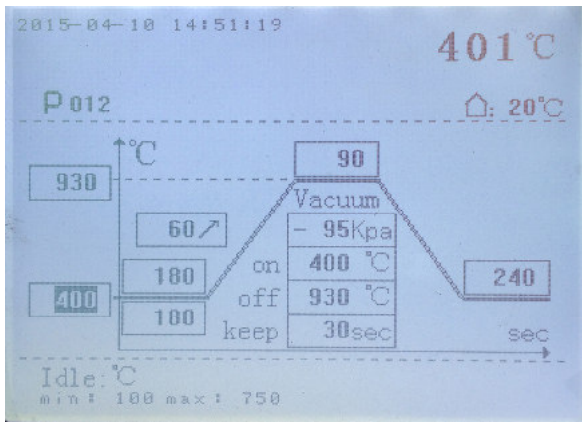 2015-04-10 14:51:19
401℃
P 012
: 20℃
℃
90
930
Vacuum
60↗
- 95Kpa
180
on 400 ℃
240
400
off 930 ℃
100
keep 30sec
sec
Idle: ℃
min: 100 max: 750